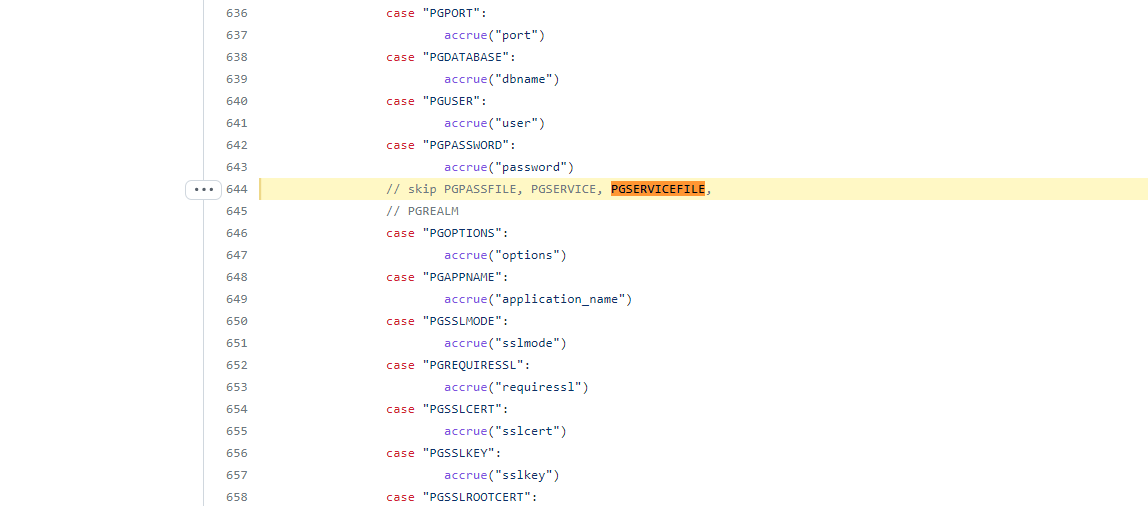 636 case "PGPORT":
637 accrue("port")
638 case "PGDATABASE":
639 accrue("dbname")
640 case "PGUSER":
641 accrue("user")
642 case "PGPASSWORD":
643 accrue("password")
644 // skip PGPASSFILE, PGSERVICE, PGSERVICEFILE,
645 // PGREALM
646 case "PGOPTIONS":
647 accrue("options")
648 case "PGAPPNAME":
649 accrue("application_name")
650 case "PGSSLMODE":
651 accrue("sslmode")
652 case "PGREQUIRESSL":
653 accrue("requiressl")
654 case "PGSSLCERT":
655 accrue("sslcert")
656 case "PGSSLKEY":
657 accrue("sslkey")
658 case "PGSSLROOTCERT":